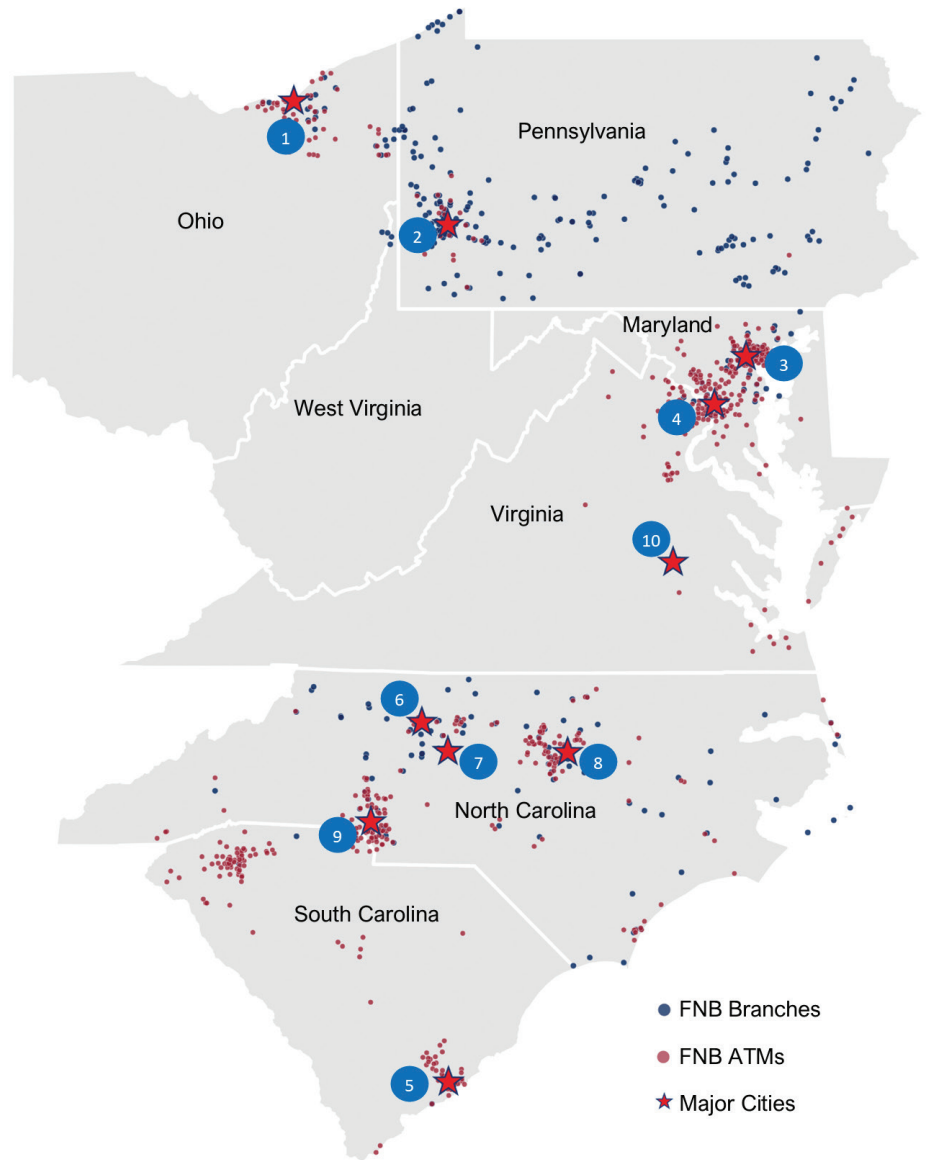 Pennsylvania
1
Ohio
2
Maryland
3
West Virginia
4
Virginia
10
6
7
8
North Carolina
9
South Carolina
FNB Branches
FNB ATMs
5
Major Cities